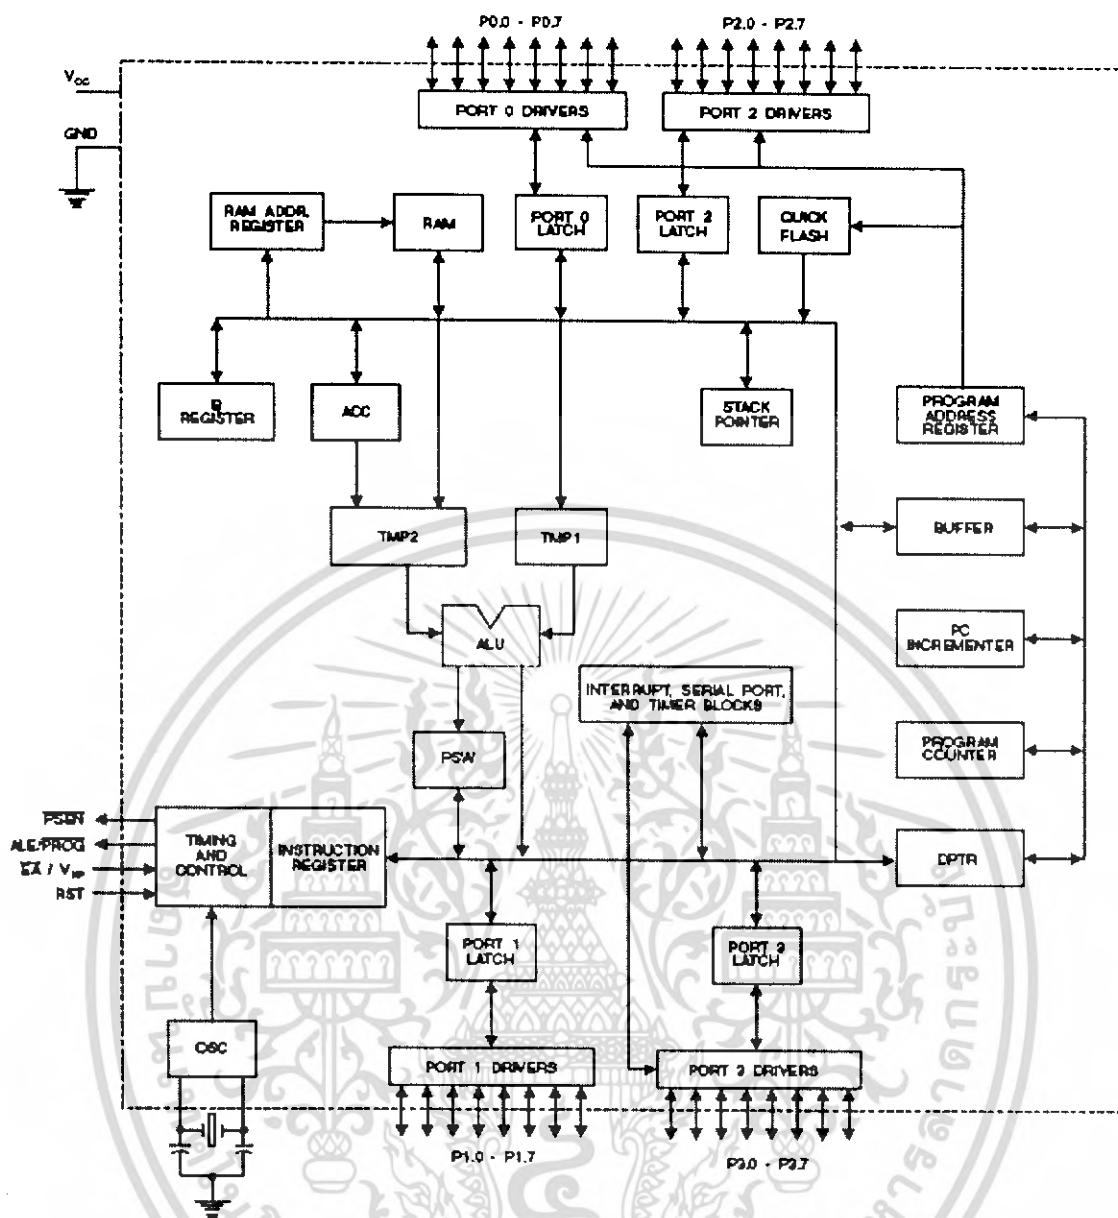 P0.0 - P0.7
P2.0 - P2.7
VCC
GND
PORT 0 DRIVERS
PORT 2 DRIVERS
RAM ADDR.
REGISTER
RAM
PORT 0
LATCH
PORT 2
LATCH
QUICK
FLASH
B
REGISTER
ACC
STACK
POINTER
PROGRAM
ADDRESS
REGISTER
TMP2
TMP1
BUFFER
ALU
PC
INCREMENTER
INTERRUPT, SERIAL PORT,
AND TIMER BLOCKS
PSW
PROGRAM
COUNTER
PSEN
ALE/PROG
EA / VPP
RST
TIMING
AND
CONTROL
INSTRUCTION
REGISTER
DPTR
PORT 1
LATCH
PORT 3
LATCH
OSC
PORT 1 DRIVERS
PORT 3 DRIVERS
P1.0 - P1.7
P3.0 - P3.7